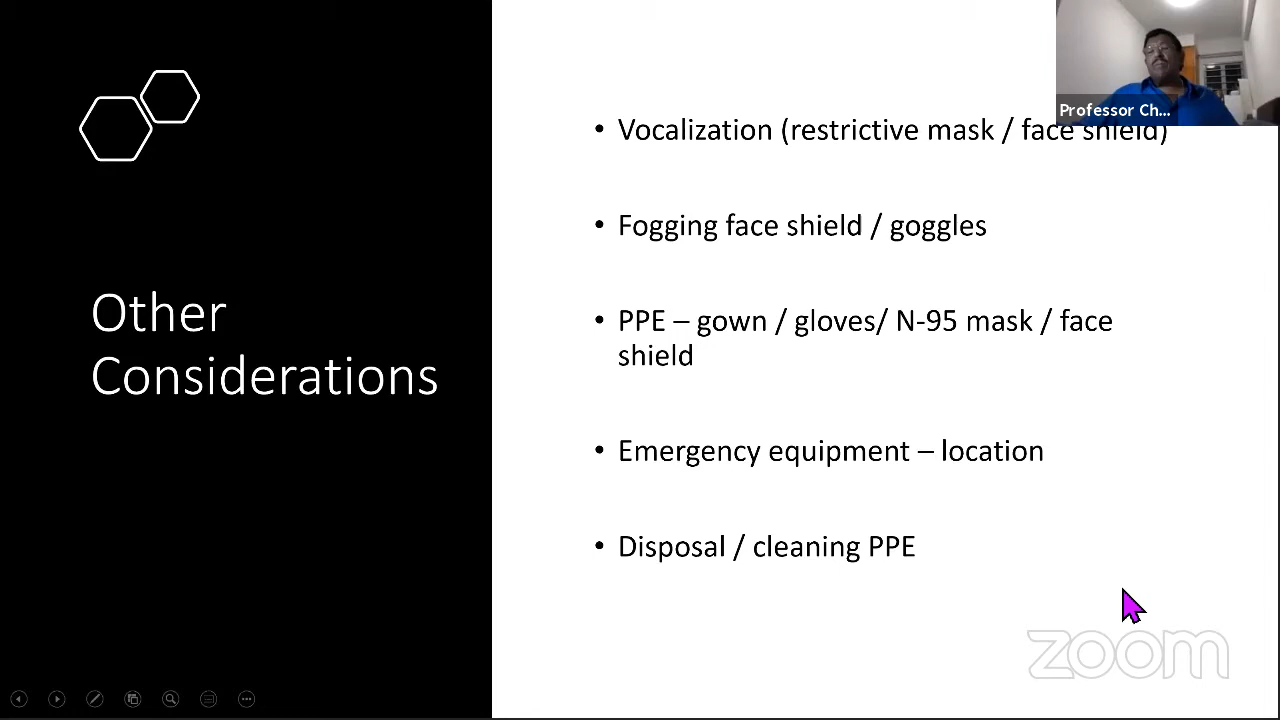 Professor Ch...
• Vocalization (restrictive mask / face shield)
• Fogging face shield / goggles
• PPE – gown / gloves/ N-95 mask / face
shield
Other
Considerations
• Emergency equipment – location
• Disposal / cleaning PPE
zoom